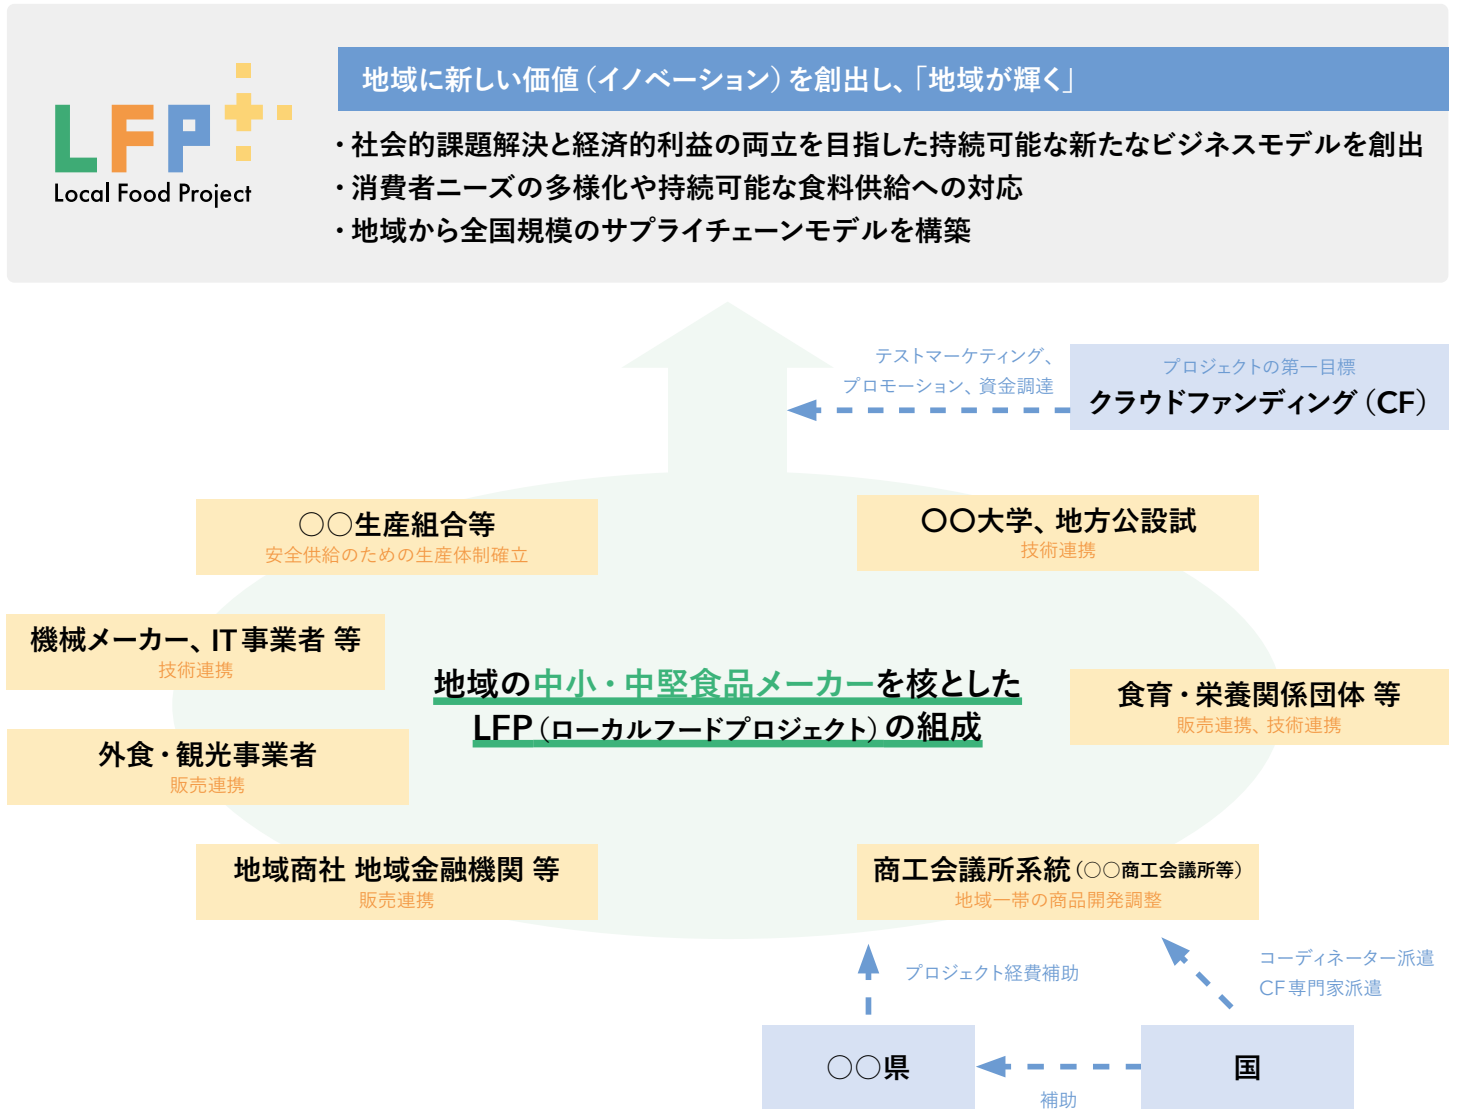 LFP
Local Food Project
地域に新しい価値（イノベーション）を創出し、「地域が輝く」
・社会的課題解決と経済的利益の両立を目指した持続可能な新たなビジネスモデルを創出
・消費者ニーズの多様化や持続可能な食料供給への対応
・地域から全国規模のサプライチェーンモデルを構築
テストマーケティング、
プロモーション、資金調達
プロジェクトの第一目標
クラウドファンディング（CF）
○○生産組合等
安全供給のための生産体制確立
〇〇大学、地方公設試
技術連携
機械メーカー、IT事業者 等
技術連携
地域の中小・中堅食品メーカーを核とした
LFP（ローカルフードプロジェクト）の組成
食育・栄養関係団体 等
販売連携、技術連携
外食・観光事業者
販売連携
地域商社 地域金融機関 等
販売連携
商工会議所系統（○○商工会議所等）
地域一帯の商品開発調整
プロジェクト経費補助
コーディネーター派遣
CF専門家派遣
○○県
国
補助